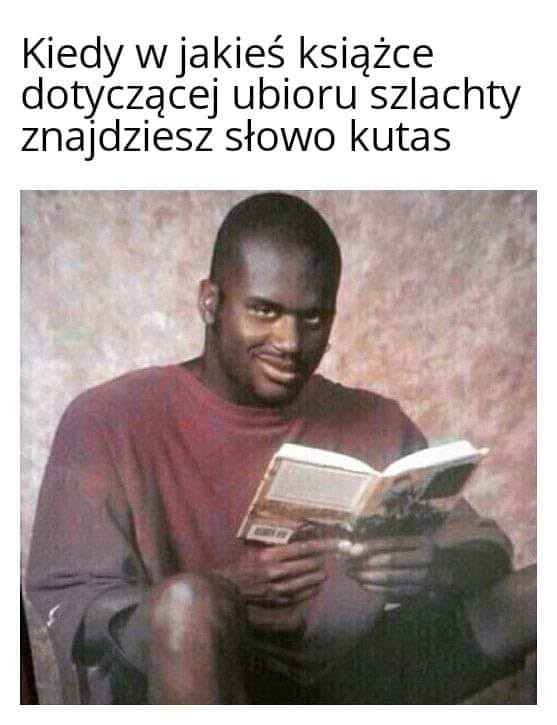 Kiedy w jakieś książce
dotyczącej ubioru szlachty
znajdziesz słowo kutas